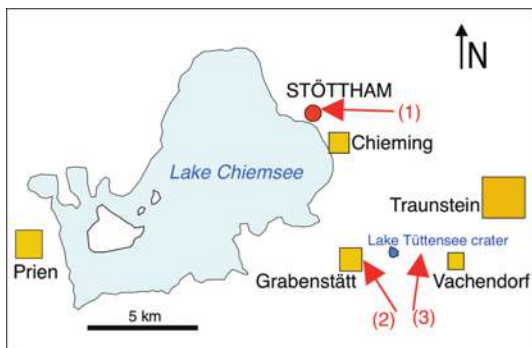 N
STÖTTHAM
(1)
Chieming
Lake Chiemsee
Traunstein
Lake Tüttensee crater
Prien
Grabenstätt
Vachendorf
(2)
(3)
5 km